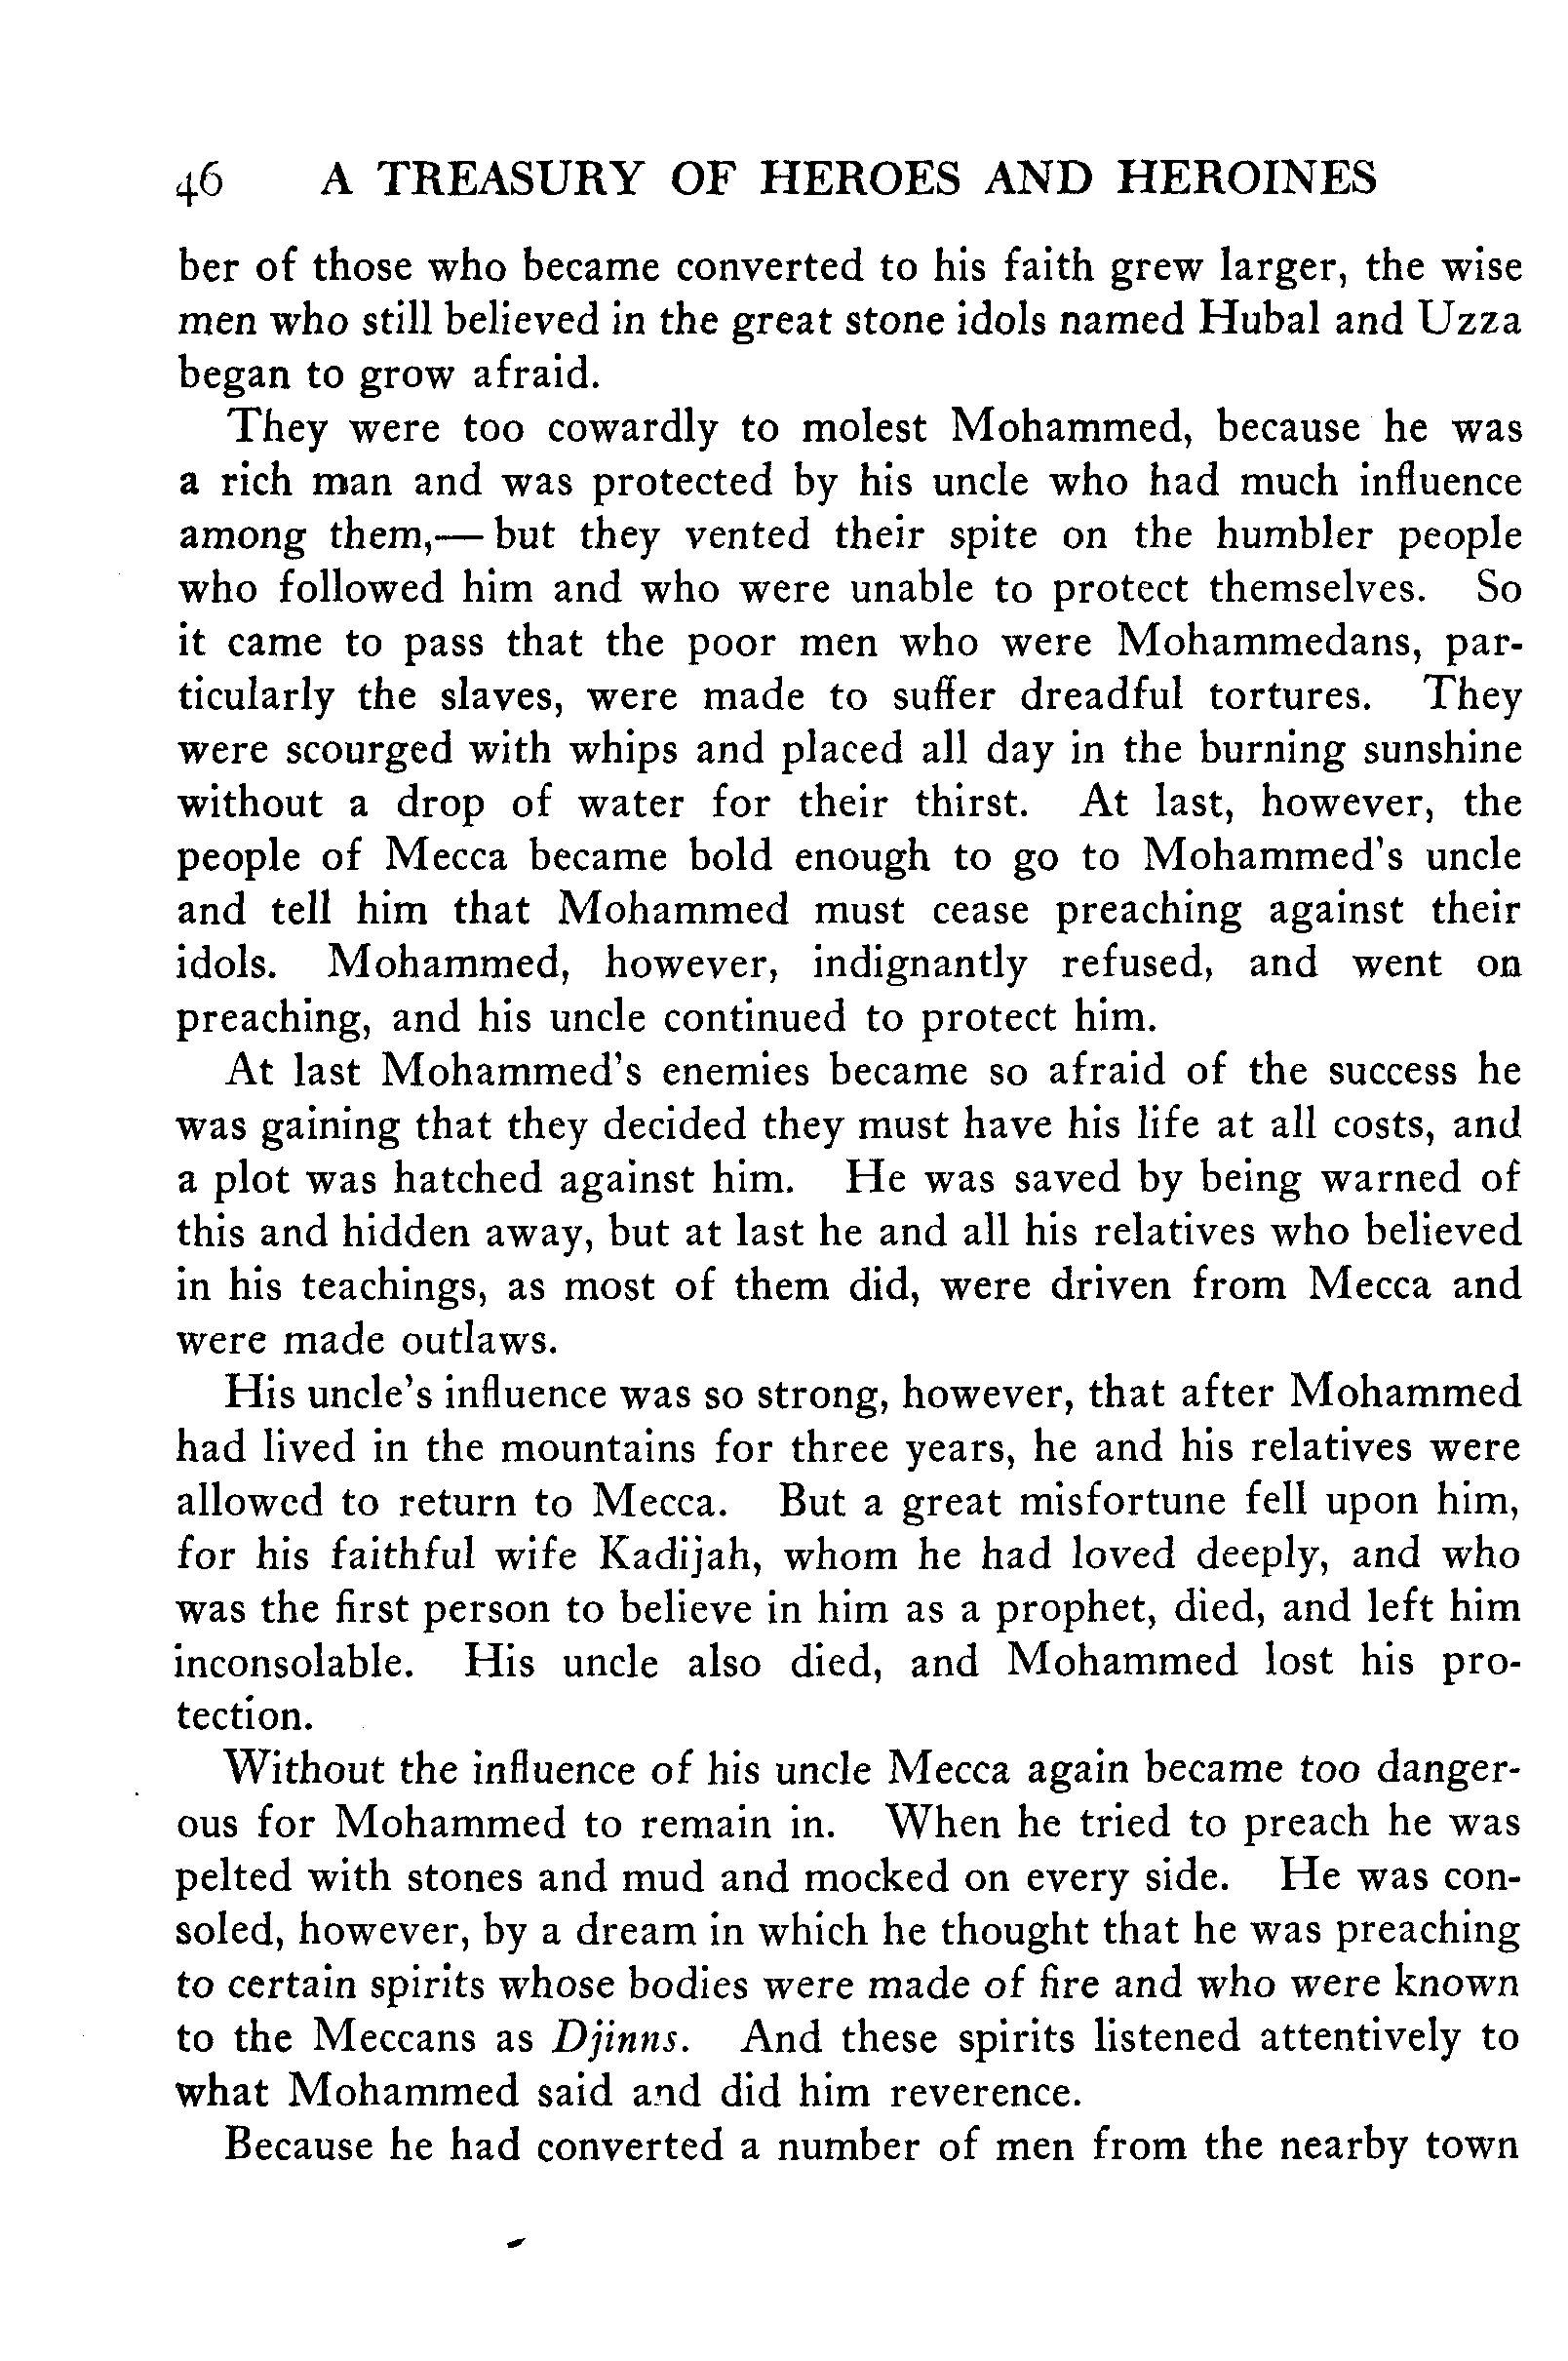 46 A TREASURY OF HEROES AND HEROINES
ber of those who became converted to his faith grew larger, the wise
men who still believed in the great stone idols named Hubal and Uzza
began to grow afraid.
They were too cowardly to molest Mohammed, because he was
a rich man and was protected by his uncle who had much influence
among them,— but they vented their spite on the humbler people
who followed him and who were unable to protect themselves. So
it came to pass that the poor men who were Mohammedans, par-
ticularly the slaves, were made to suffer dreadful tortures. They
were scourged with whips and placed all day in the burning sunshine
without a drop of water for their thirst. At last, however, the
people of Mecca became bold enough to go to Mohammed's uncle
and tell him that Mohammed must cease preaching against their
idols. Mohammed, however, indignantly refused, and went on
preaching, and his uncle continued to protect him.
At last Mohammed's enemies became so afraid of the success he
was gaining that they decided they must have his life at all costs, and
a plot was hatched against him. He was saved by being warned of
this and hidden away, but at last he and all his relatives who believed
in his teachings, as most of them did, were driven from Mecca and
were made outlaws.
His uncle's influence was so strong, however, that after Mohammed
had lived in the mountains for three years, he and his relatives were
allowed to return to Mecca. But a great misfortune fell upon him,
for his faithful wife Kadijah, whom he had loved deeply, and who
was the first person to believe in him as a prophet, died, and left him
inconsolable. His uncle also died, and Mohammed lost his pro-
tection.
Without the influence of his uncle Mecca again became too danger-
ous for Mohammed to remain in. When he tried to preach he was
pelted with stones and mud and mocked on every side. He was con-
soled, however, by a dream in which he thought that he was preaching
to certain spirits whose bodies were made of fire and who were known
to the Meccans as Djinns. And these spirits listened attentively to
what Mohammed said and did him reverence.
Because he had converted a number of men from the nearby town